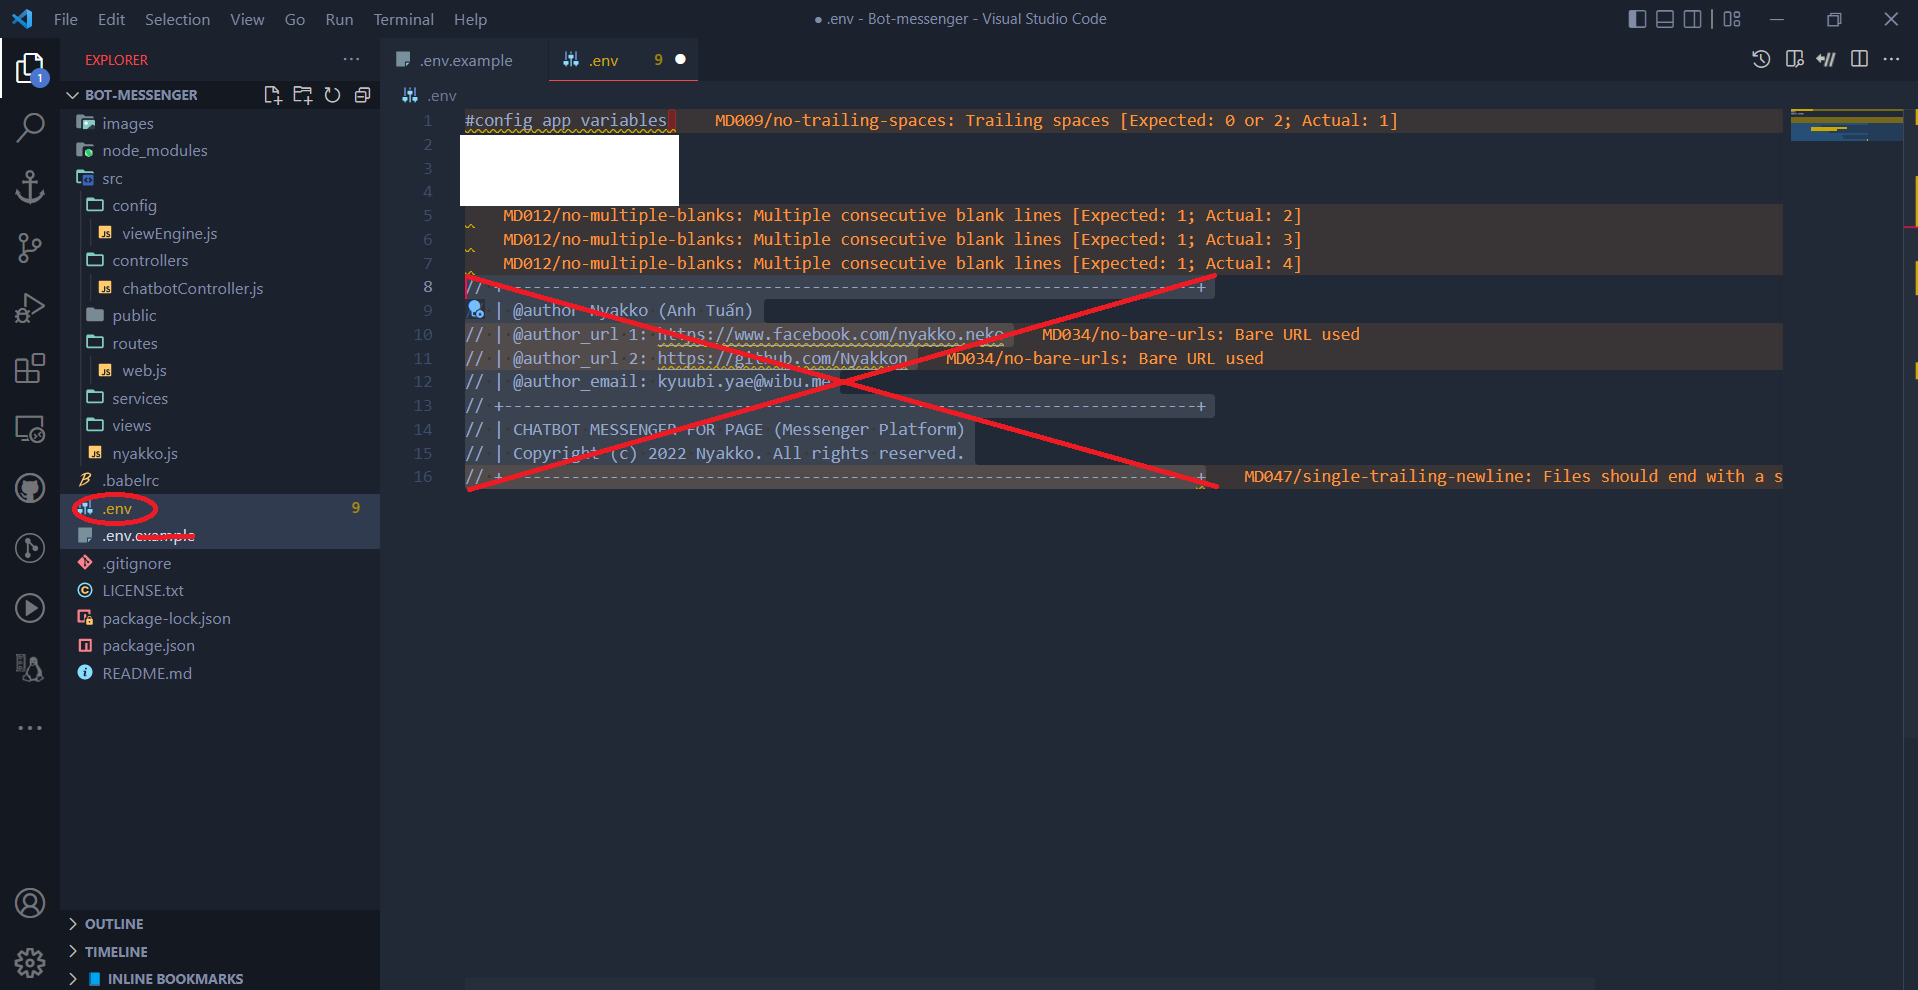 File Edit Selection View Go Run Terminal Help
● .env - Bot-messenger - Visual Studio Code
1
EXPLORER
BOT-MESSENGER
images
node_modules
src
config
viewEngine.js
controllers
chatbotController.js
public
routes
web.js
services
views
nyakko.js
.babelrc
.env 9
.env.example
.gitignore
LICENSE.txt
package-lock.json
package.json
README.md
OUTLINE
TIMELINE
INLINE BOOKMARKS
.env.example
.env 9
.env
1 #config app variables MD009/no-trailing-spaces: Trailing spaces [Expected: 0 or 2; Actual: 1]
2
3
4
5 MD012/no-multiple-blanks: Multiple consecutive blank lines [Expected: 1; Actual: 2]
6 MD012/no-multiple-blanks: Multiple consecutive blank lines [Expected: 1; Actual: 3]
7 MD012/no-multiple-blanks: Multiple consecutive blank lines [Expected: 1; Actual: 4]
8 // +------------------------------------------------------------------------+
9 | @author Nyakko (Anh Tuấn)
10 // | @author_url 1: https://www.facebook.com/nyakko.neko MD034/no-bare-urls: Bare URL used
11 // | @author_url 2: https://github.com/Nyakkon MD034/no-bare-urls: Bare URL used
12 // | @author_email: kyuubi.yae@wibu.me
13 // +------------------------------------------------------------------------+
14 // | CHATBOT MESSENGER FOR PAGE (Messenger Platform)
15 // | Copyright (c) 2022 Nyakko. All rights reserved.
16 // +------------------------------------------------------------------------+ MD047/single-trailing-newline: Files should end with a s